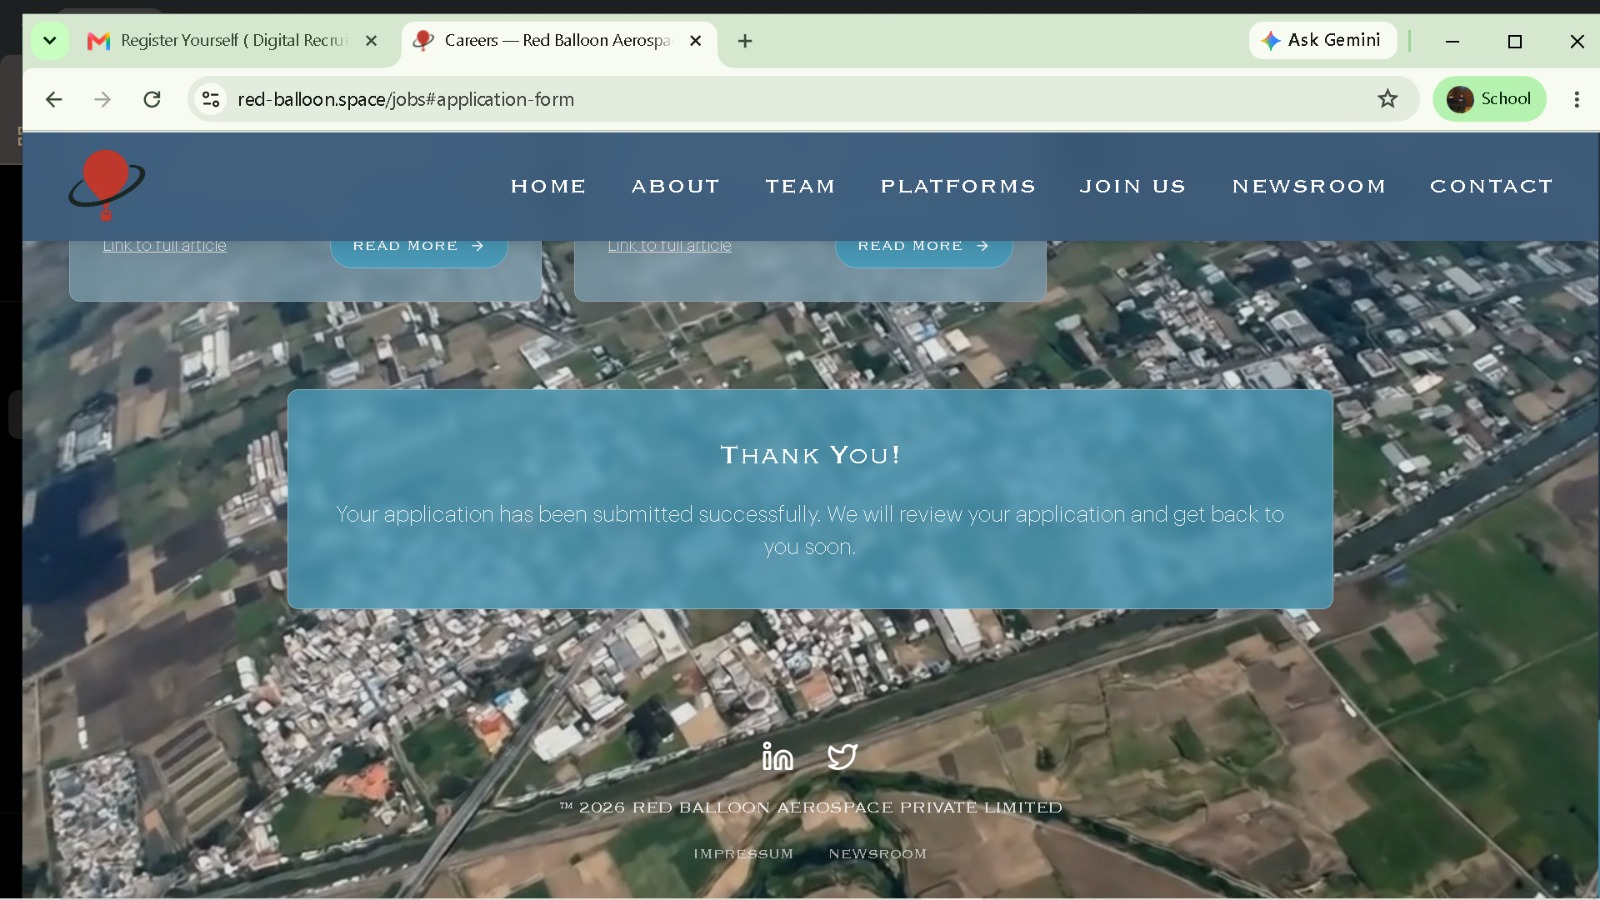 Register Yourself ( Digital Recrui
Careers — Red Balloon Aerospa
Ask Gemini
red-balloon.space/jobs#application-form
School
HOME ABOUT TEAM PLATFORMS JOIN US NEWSROOM CONTACT
Link to full article READ MORE → Link to full article READ MORE →
THANK YOU!
Your application has been submitted successfully. We will review your application and get back to
you soon.
™ 2026 RED BALLOON AEROSPACE PRIVATE LIMITED
IMPRESSUM NEWSROOM